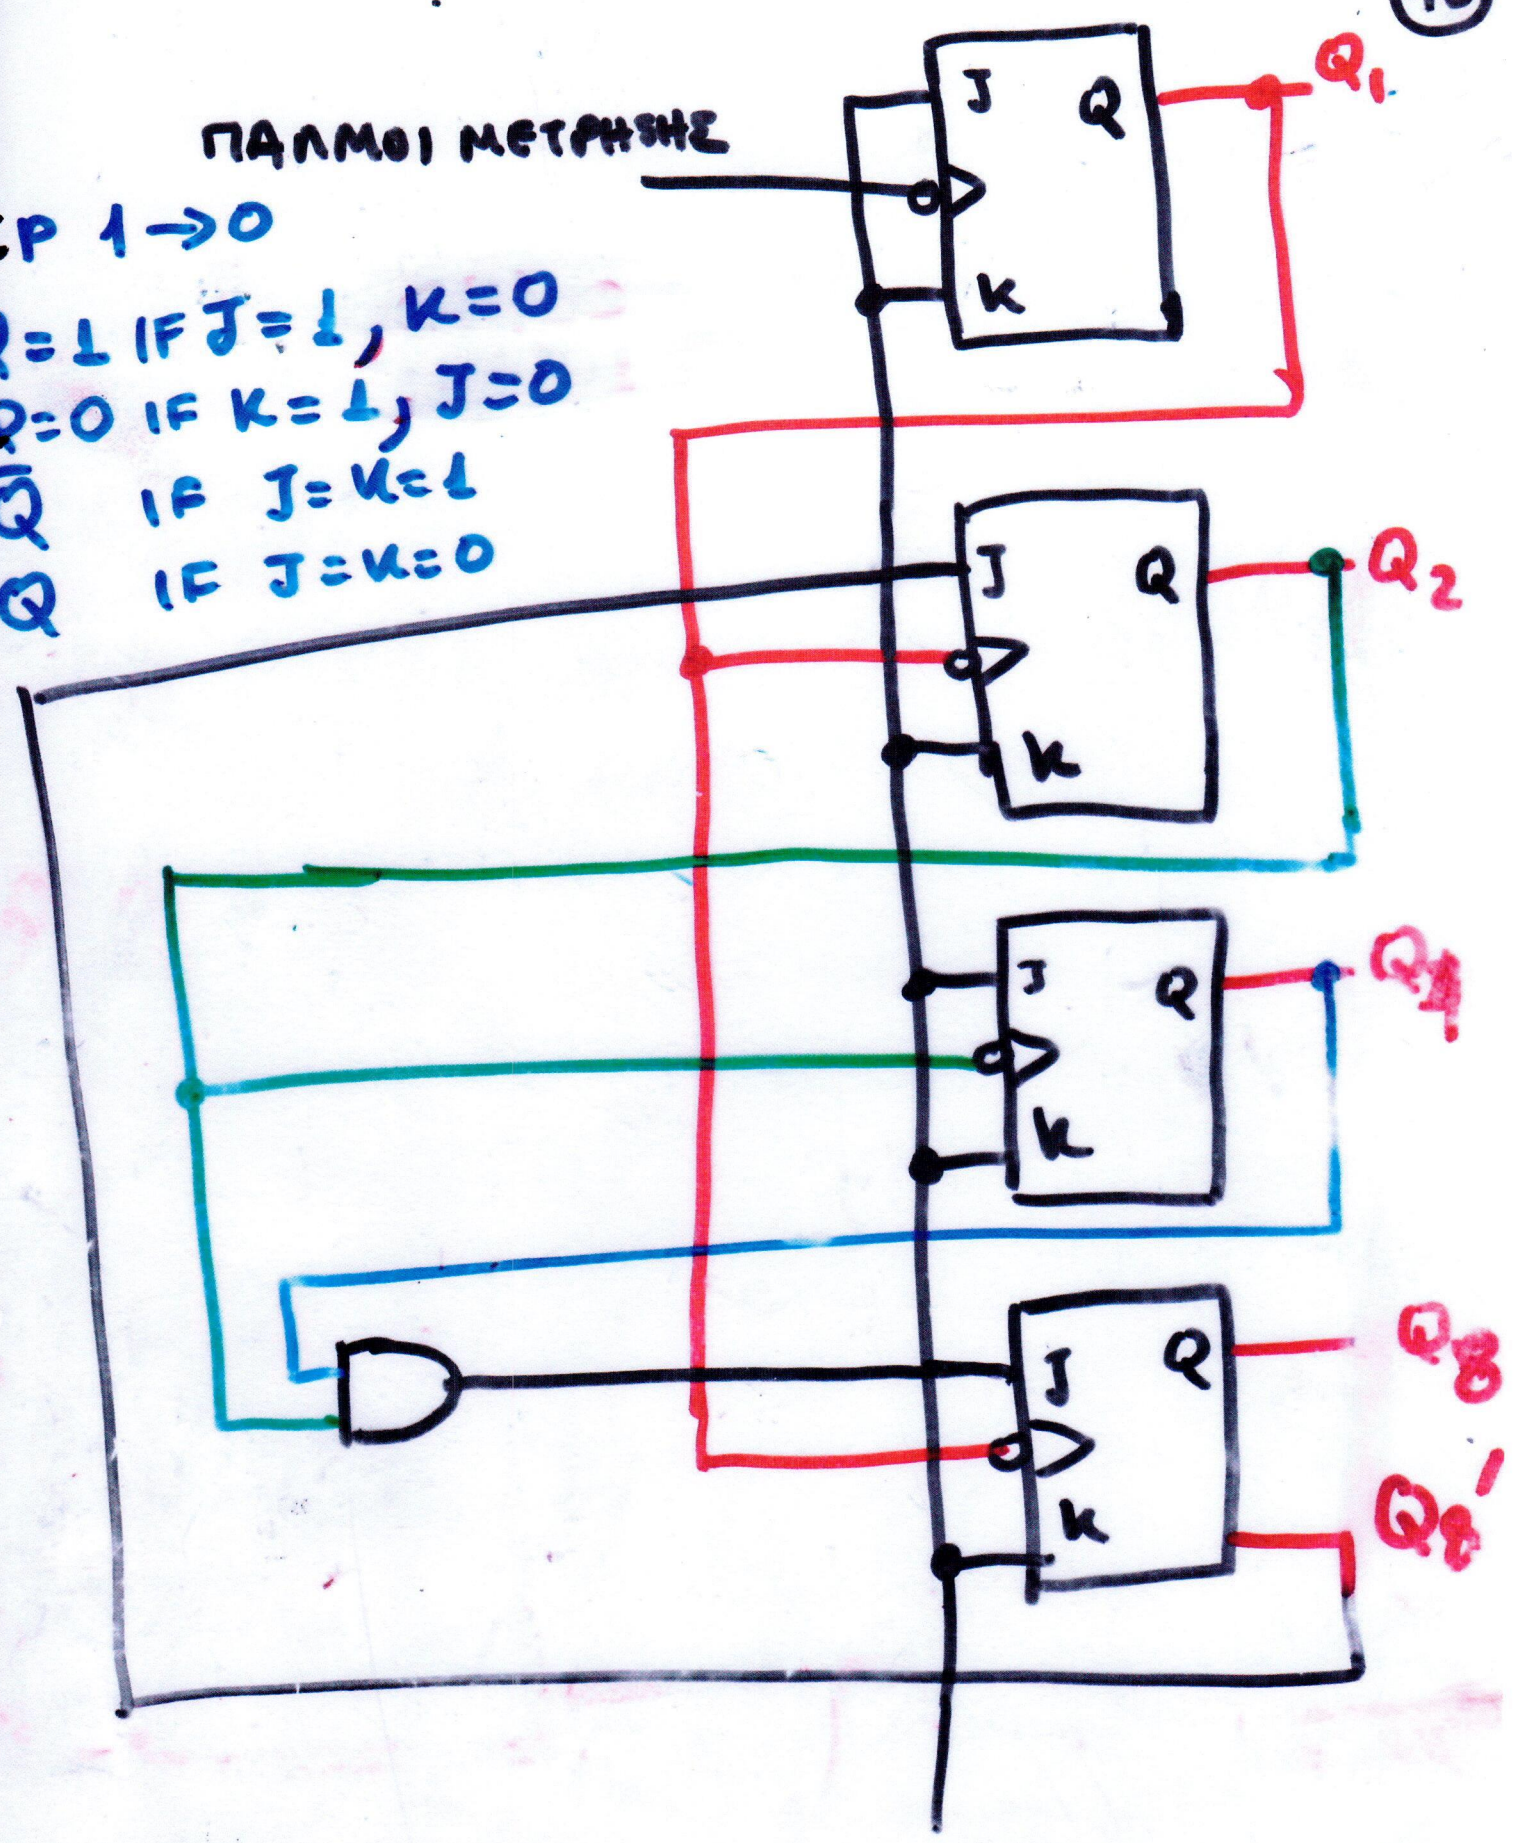 ΠΑΛΜΟΙ ΜΕΤΡΗΣΗΣ
CP 1→0
Q=1 IF J=1, K=0
Q=0 IF K=1, J=0
Q̅ IF J=K=1
Q IF J=K=0
J Q Q1
K
J Q Q2
K
J Q Q4
K
J Q Q8
K Q8'